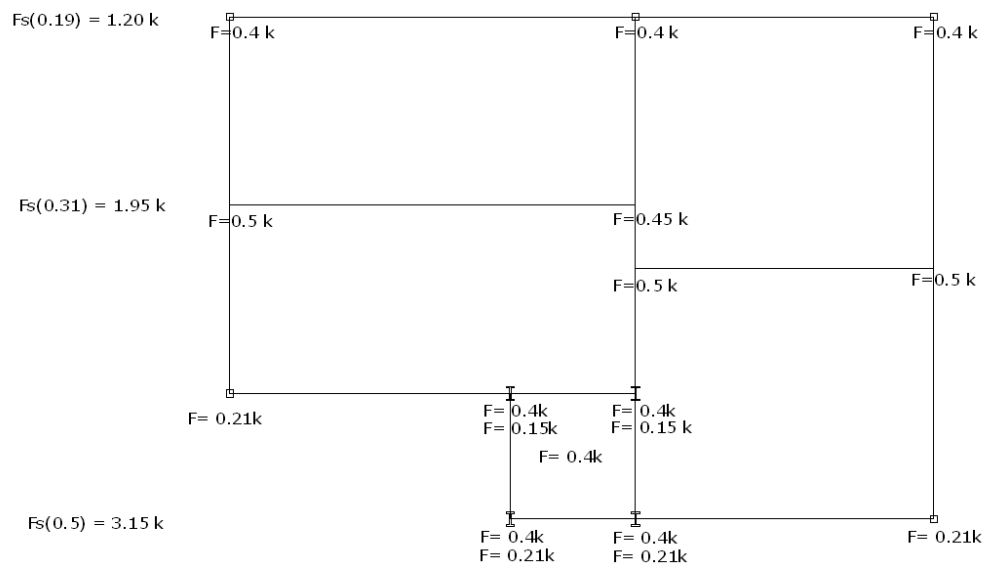 Fs(0.19) = 1.20 k
F=0.4 k
F=0.4 k
F=0.4 k
Fs(0.31) = 1.95 k
F=0.5 k
F=0.45 k
F=0.5 k
F=0.5 k
F= 0.21k
F= 0.4k
F= 0.15k
F= 0.4k
F= 0.15 k
F= 0.4k
Fs(0.5) = 3.15 k
F= 0.4k
F= 0.21k
F= 0.4k
F= 0.21k
F= 0.21k